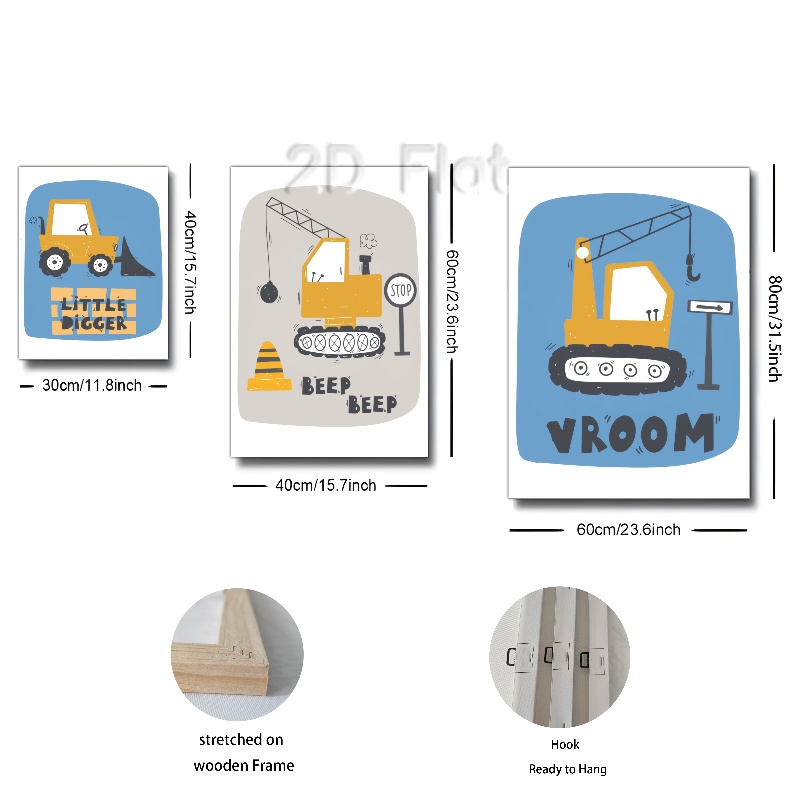 2D Flat
LITTLE
DIGGER
40cm/15.7inch
30cm/11.8inch
STOP
BEEP
BEEP
60cm/23.6inch
40cm/15.7inch
VROOM
80cm/31.5inch
60cm/23.6inch
stretched on
wooden Frame
Hook
Ready to Hang